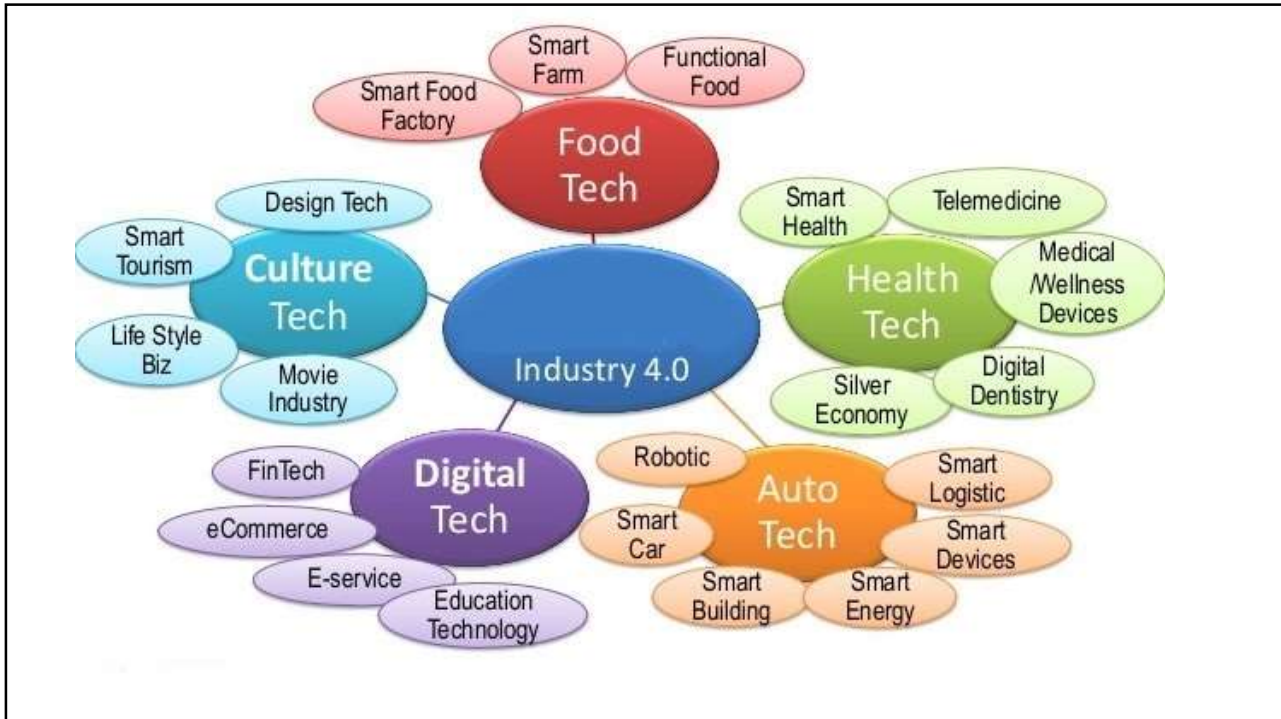 Smart
Farm
Functional
Food
Smart Food
Factory
Food
Tech
Design Tech
Smart
Tourism
Culture
Tech
Life Style
Biz
Movie
Industry
Smart
Health
Telemedicine
Medical
/Wellness
Devices
Health
Tech
Digital
Dentistry
Silver
Economy
Industry 4.0
FinTech
eCommerce
E-service
Education
Technology
Digital
Tech
Robotic
Smart
Car
Smart
Building
Smart
Energy
Smart
Devices
Smart
Logistic
Auto
Tech